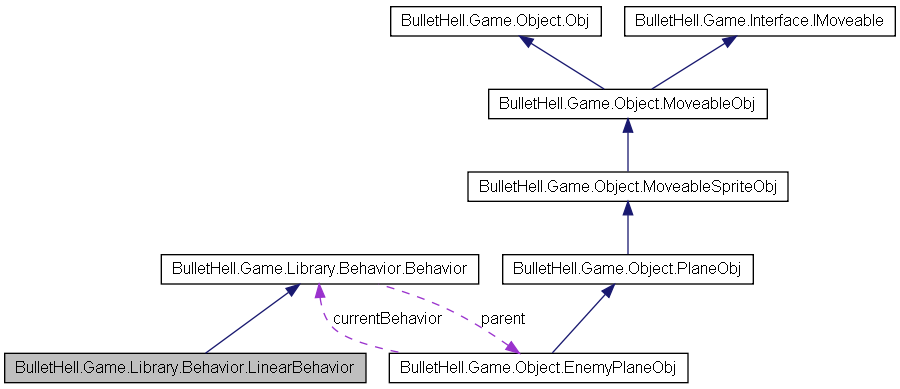 BulletHell.Game.Object.Obj
BulletHell.Game.Interface.IMoveable
BulletHell.Game.Object.MoveableObj
BulletHell.Game.Object.MoveableSpriteObj
BulletHell.Game.Library.Behavior.Behavior
BulletHell.Game.Object.PlaneObj
currentBehavior
parent
BulletHell.Game.Library.Behavior.LinearBehavior
BulletHell.Game.Object.EnemyPlaneObj